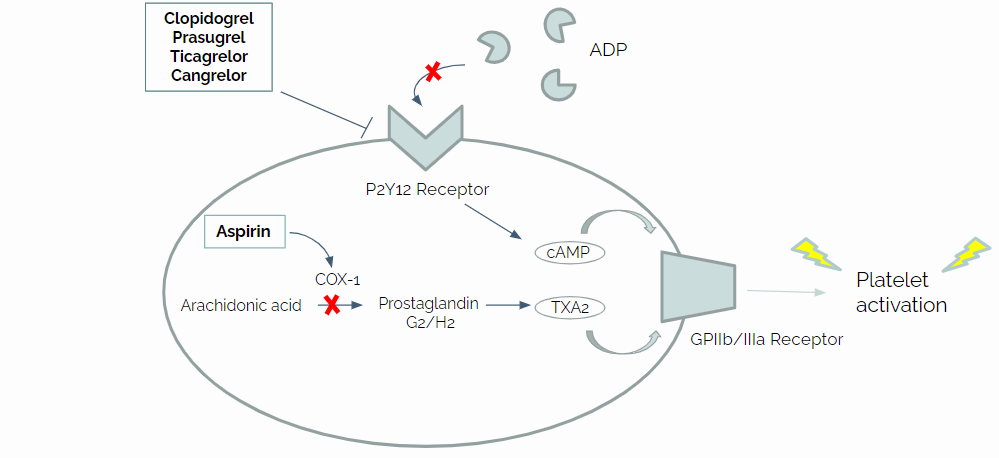 Clopidogrel
Prasugrel
Ticagrelor
Cangrelor
ADP
P2Y12 Receptor
Aspirin
cAMP
COX-1
Arachidonic acid
Prostaglandin
G2/H2
TXA2
GPIIb/IIIa Receptor
Platelet
activation